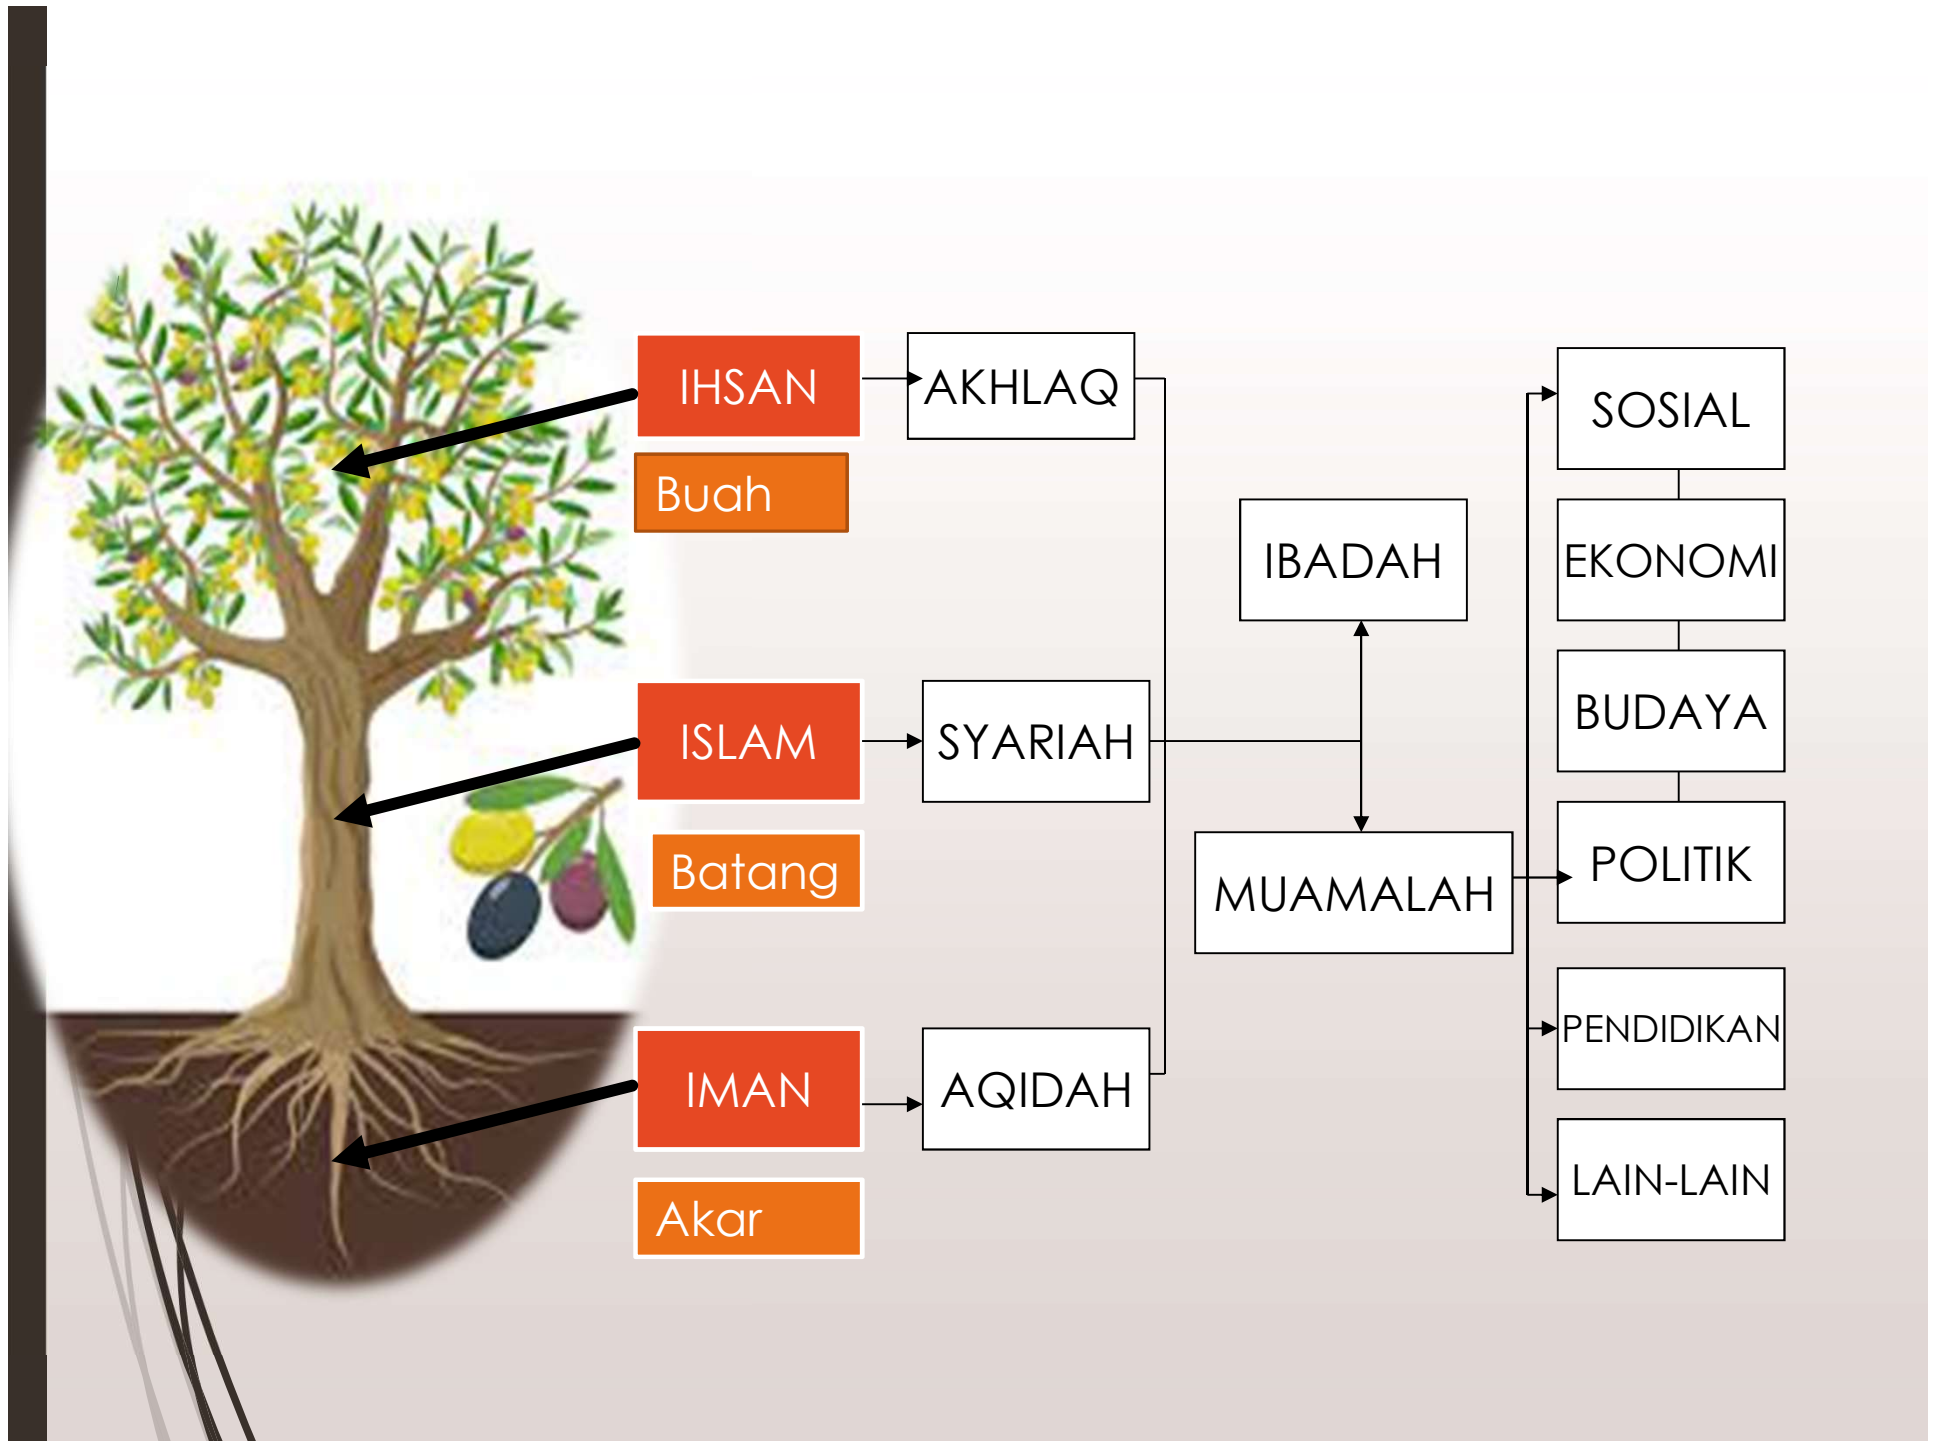 IHSAN
Buah
ISLAM
Batang
IMAN
Akar
AKHLAQ
SYARIAH
AQIDAH
IBADAH
MUAMALAH
SOSIAL
EKONOMI
BUDAYA
POLITIK
PENDIDIKAN
LAIN-LAIN